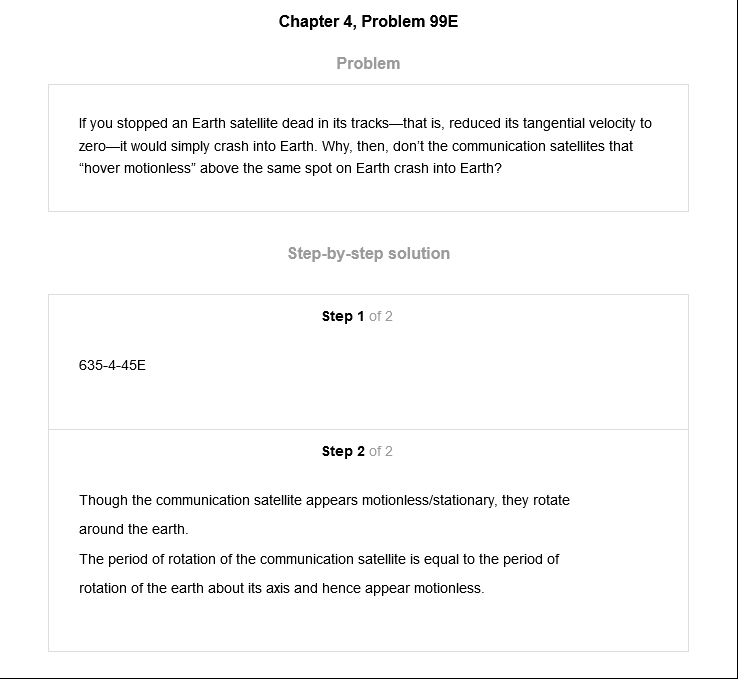 Chapter 4, Problem 99E
Problem
If you stopped an Earth satellite dead in its tracks—that is, reduced its tangential velocity to
zero—it would simply crash into Earth. Why, then, don’t the communication satellites that
“hover motionless” above the same spot on Earth crash into Earth?
Step-by-step solution
Step 1 of 2
635-4-45E
Step 2 of 2
Though the communication satellite appears motionless/stationary, they rotate
around the earth.
The period of rotation of the communication satellite is equal to the period of
rotation of the earth about its axis and hence appear motionless.